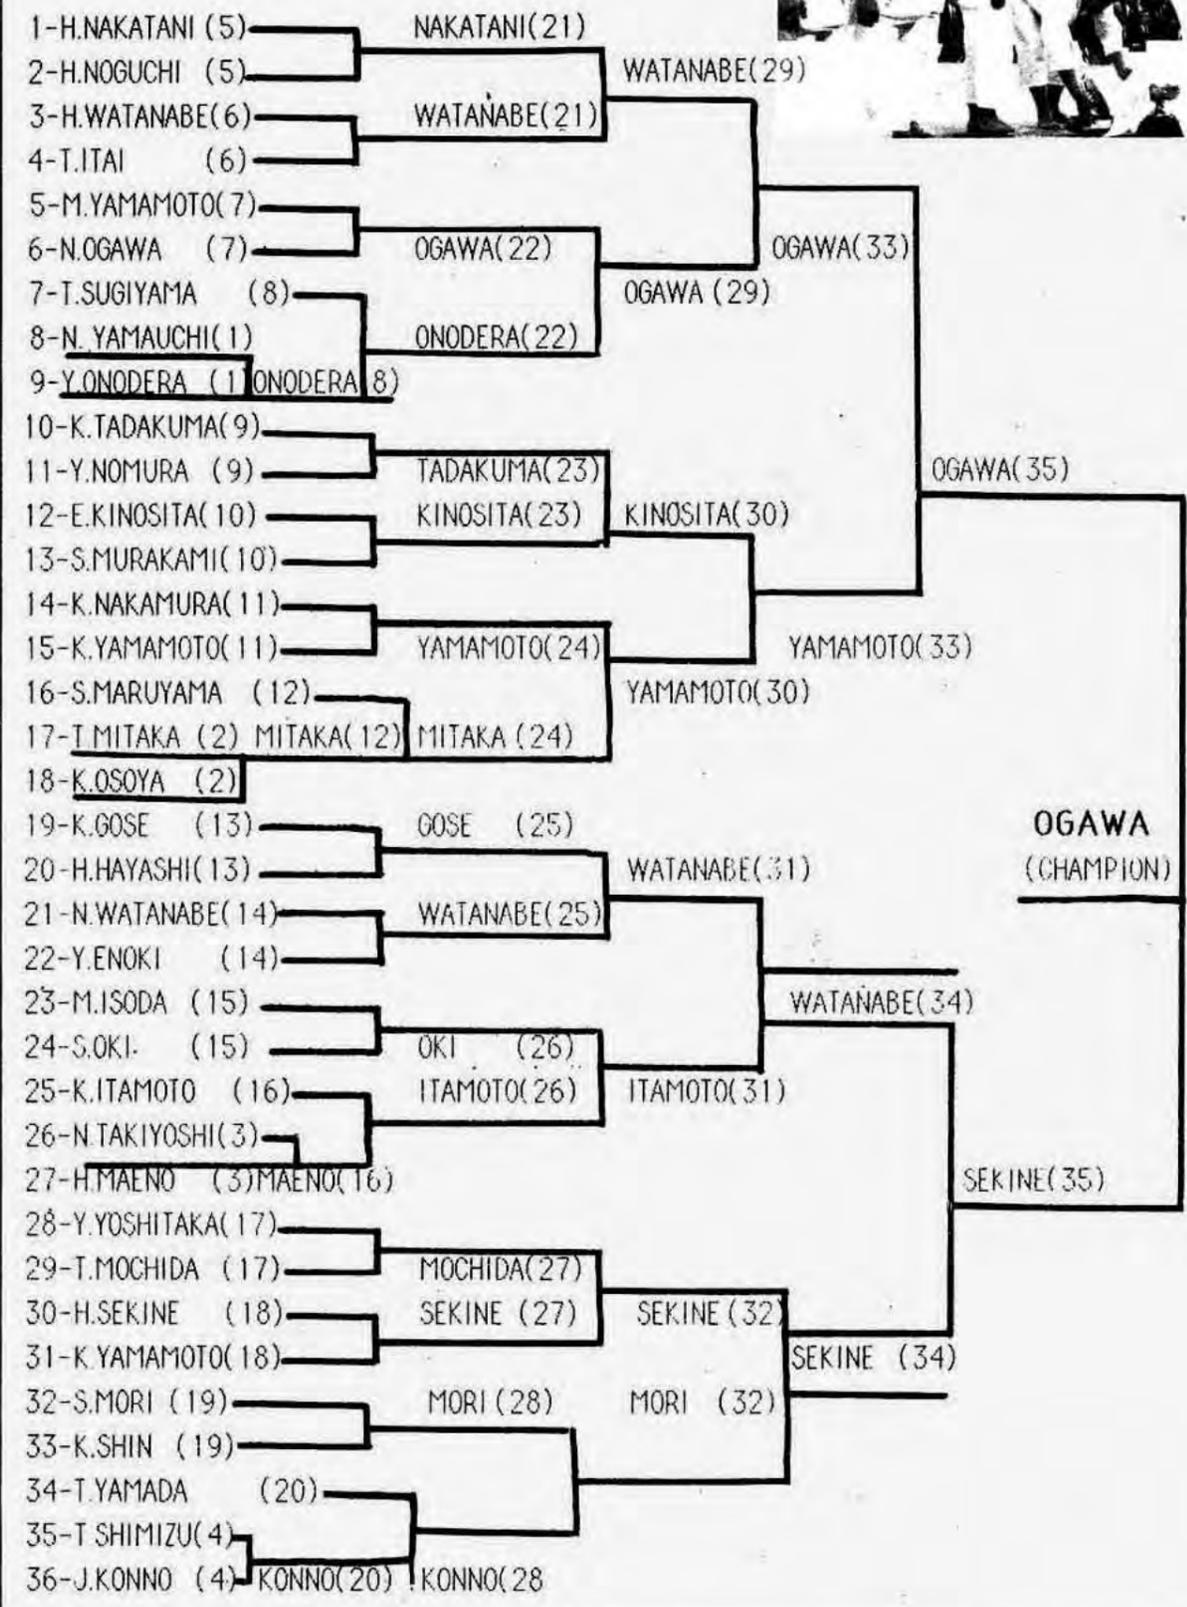 1-H.NAKATANI (5) NAKATANI(21)
2-H.NOGUCHI (5) WATANABE(29)
3-H.WATANABE(6) WATANABE(21)
4-T.ITAI (6)
5-M.YAMAMOTO(7)
6-N.OGAWA (7) OGAWA(22) OGAWA(33)
7-T.SUGIYAMA (8) OGAWA (29)
8-N. YAMAUCHI(1) ONODERA(22)
9-Y.ONODERA (1) ONODERA(8)
10-K.TADAKUMA(9)
11-Y.NOMURA (9) TADAKUMA(23) OGAWA(35)
12-E.KINOSITA(10) KINOSITA(23) KINOSITA(30)
13-S.MURAKAMI(10)
14-K.NAKAMURA(11)
15-K.YAMAMOTO(11) YAMAMOTO(24) YAMAMOTO(33)
16-S.MARUYAMA (12) YAMAMOTO(30)
17-T MITAKA (2) MITAKA(12) MITAKA (24)
18-K.OSOYA (2)
19-K.GOSE (13) GOSE (25) OGAWA
20-H.HAYASHI(13) WATANABE(31) (CHAMPION)
21-N.WATANABE(14) WATANABE(25)
22-Y.ENOKI (14)
23-M.ISODA (15) WATANABE(34)
24-S.OKI. (15) OKI (26)
25-K.ITAMOTO (16) ITAMOTO(26) ITAMOTO(31)
26-N.TAKIYOSHI(3)
27-H.MAENO (3)MAENO(16) SEKINE(35)
28-Y.YOSHITAKA(17)
29-T.MOCHIDA (17) MOCHIDA(27)
30-H.SEKINE (18) SEKINE (27) SEKINE (32)
31-K.YAMAMOTO(18) SEKINE (34)
32-S.MORI (19) MORI (28) MORI (32)
33-K.SHIN (19)
34-T.YAMADA (20)
35-T SHIMIZU(4)
36-J.KONNO (4) KONNO(20) KONNO(28